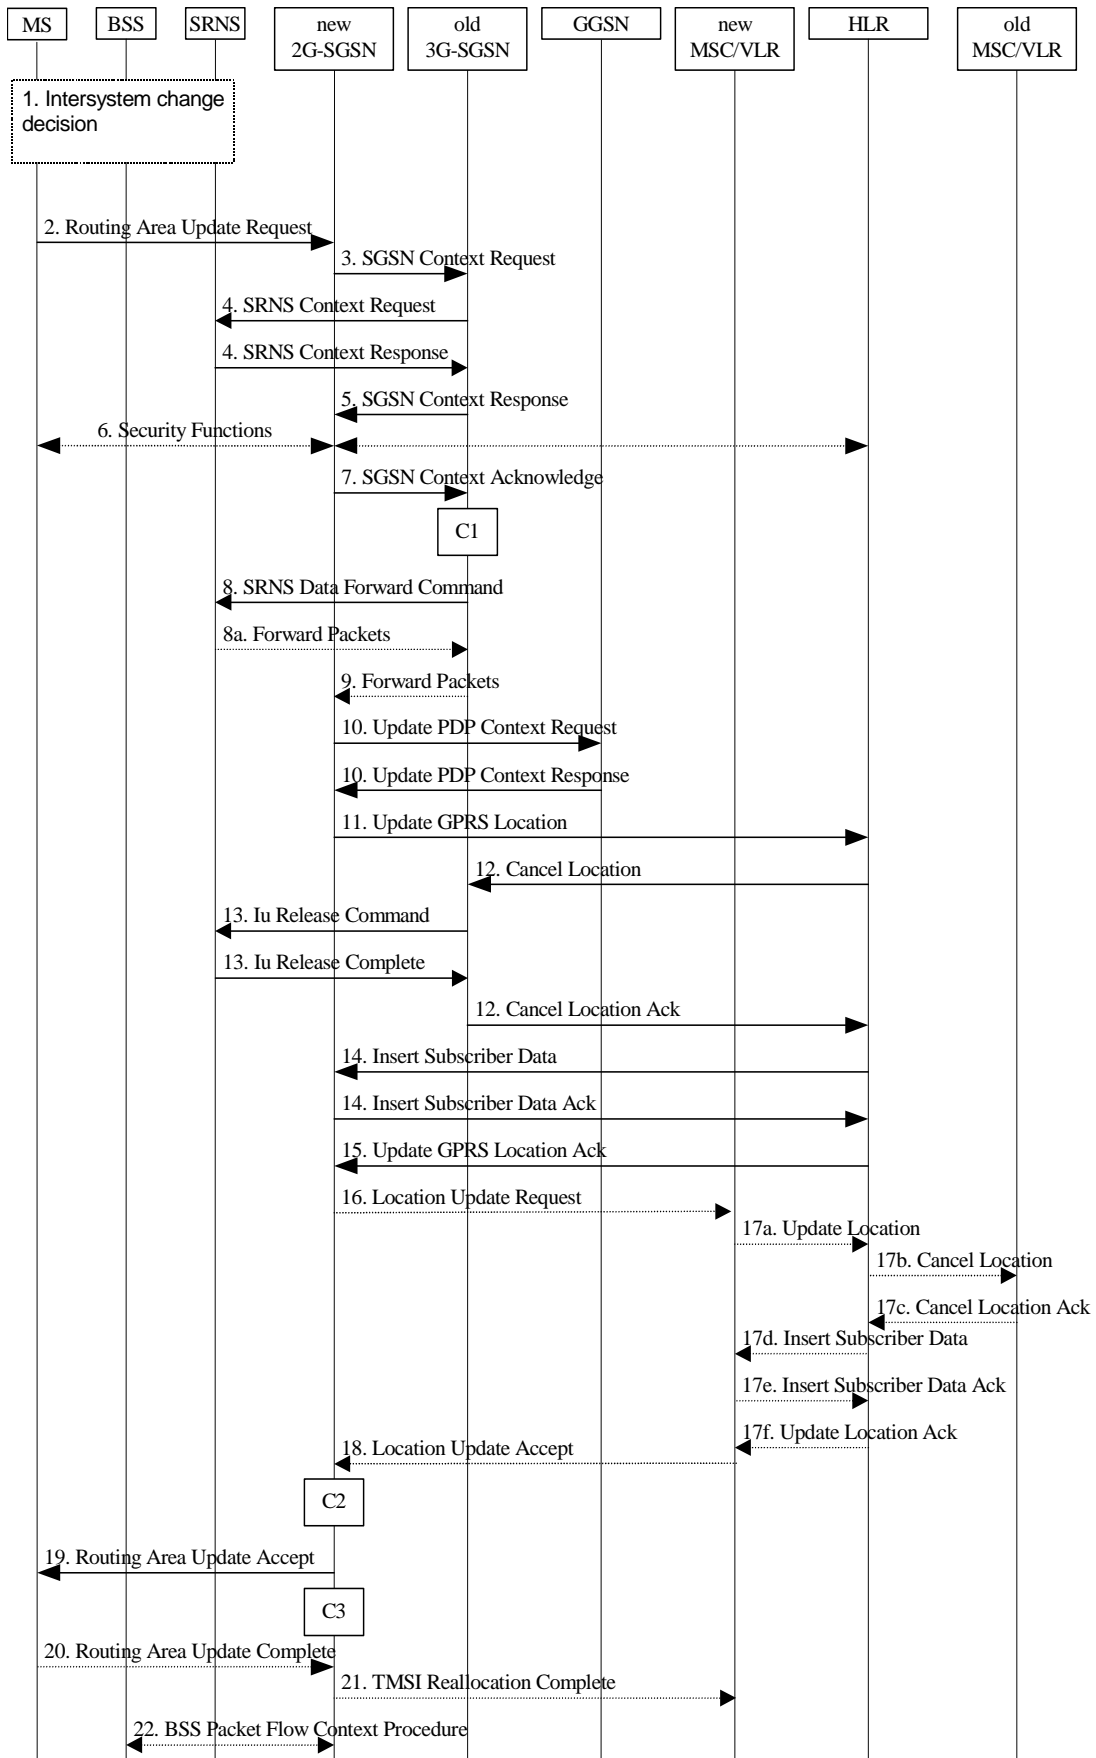 MS
BSS
SRNS
new
2G-SGSN
old
3G-SGSN
GGSN
new
MSC/VLR
HLR
old
MSC/VLR
1. Intersystem change
decision
2. Routing Area Update Request
3. SGSN Context Request
4. SRNS Context Request
4. SRNS Context Response
5. SGSN Context Response
6. Security Functions
7. SGSN Context Acknowledge
C1
8. SRNS Data Forward Command
8a. Forward Packets
9. Forward Packets
10. Update PDP Context Request
10. Update PDP Context Response
11. Update GPRS Location
12. Cancel Location
13. Iu Release Command
13. Iu Release Complete
12. Cancel Location Ack
14. Insert Subscriber Data
14. Insert Subscriber Data Ack
15. Update GPRS Location Ack
16. Location Update Request
17a. Update Location
17b. Cancel Location
17c. Cancel Location Ack
17d. Insert Subscriber Data
17e. Insert Subscriber Data Ack
17f. Update Location Ack
18. Location Update Accept
C2
19. Routing Area Update Accept
C3
20. Routing Area Update Complete
21. TMSI Reallocation Complete
22. BSS Packet Flow Context Procedure